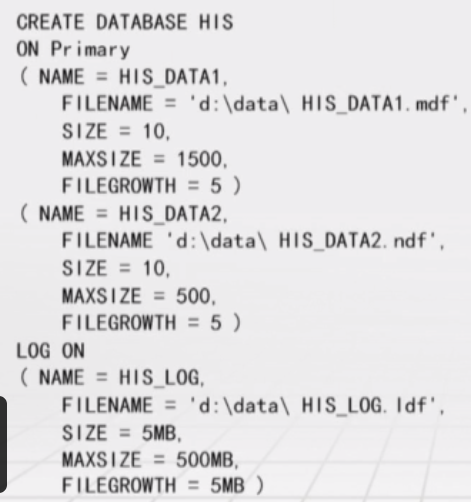 CREATE DATABASE HIS
ON Primary
( NAME = HIS_DATA1,
FILENAME = 'd:\data\ HIS_DATA1.mdf',
SIZE = 10,
MAXSIZE = 1500,
FILEGROWTH = 5 )
( NAME = HIS_DATA2,
FILENAME 'd:\data\ HIS_DATA2.ndf',
SIZE = 10,
MAXSIZE = 500,
FILEGROWTH = 5 )
LOG ON
( NAME = HIS_LOG,
FILENAME = 'd:\data\ HIS_LOG.ldf',
SIZE = 5MB,
MAXSIZE = 500MB,
FILEGROWTH = 5MB )